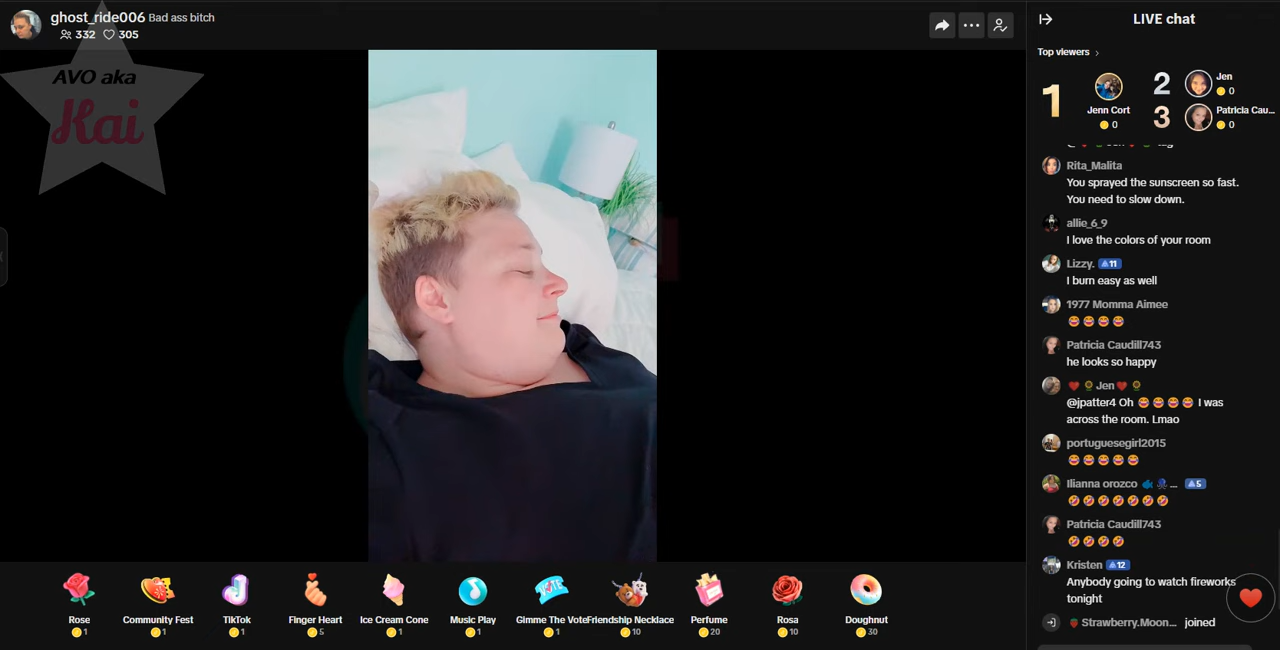 ghost_ride006 Bad ass bitch
332 305
AVO aka
Kai
LIVE chat
Top viewers >
1
Jenn Cort
0
2
Jen
0
3
Patricia Cau...
0
Rita_Malita
You sprayed the sunscreen so fast.
You need to slow down.
allie_6_9
I love the colors of your room
Lizzy. 11
I burn easy as well
1977 Momma Aimee
😂😂😂😂
Patricia Caudill743
he looks so happy
❤️🌻Jen❤️🌻
@jpatter4 Oh 😂😂😂😂 I was
across the room. Lmao
portuguesegirl2015
😂😂😂😂😂
Ilianna orozco 🐟🐙... 5
🤣🤣🤣🤣🤣🤣🤣
Patricia Caudill743
🤣🤣🤣🤣
Kristen 12
Anybody going to watch fireworks
tonight
🍓Strawberry.Moon... joined
Rose
1
Community Fest
1
TikTok
1
Finger Heart
5
Ice Cream Cone
1
Music Play
1
Gimme The Vote
1
Friendship Necklace
10
Perfume
20
Rosa
10
Doughnut
30
VOTE